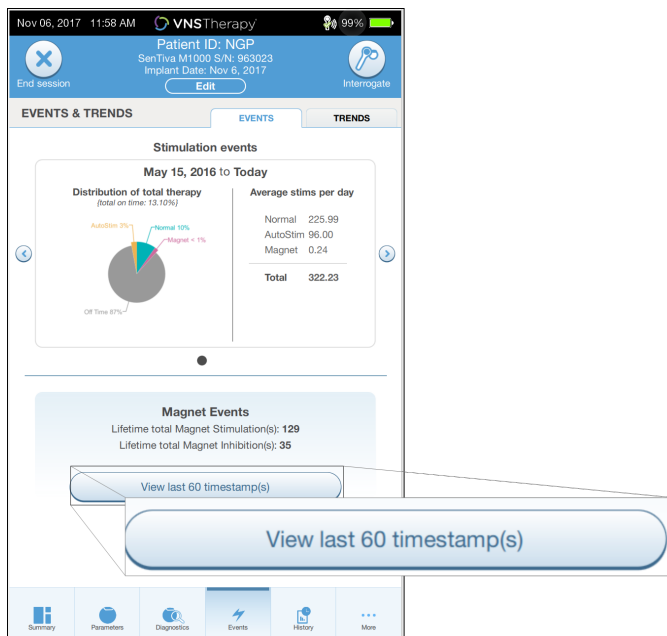 Nov 06, 2017 11:58 AM VNSTherapy 99%
Patient ID: NGP
SenTiva M1000 S/N: 963023
Implant Date: Nov 6, 2017
End session Edit Interrogate
EVENTS & TRENDS EVENTS TRENDS
Stimulation events
May 15, 2016 to Today
Distribution of total therapy
(total on time: 13.10%)
AutoStim 3%
Normal 10%
Magnet < 1%
Off Time 87%
Average stims per day
Normal 225.99
AutoStim 96.00
Magnet 0.24
Total 322.23
Magnet Events
Lifetime total Magnet Stimulation(s): 129
Lifetime total Magnet Inhibition(s): 35
View last 60 timestamp(s)
View last 60 timestamp(s)
Summary Parameters Diagnostics Events History More